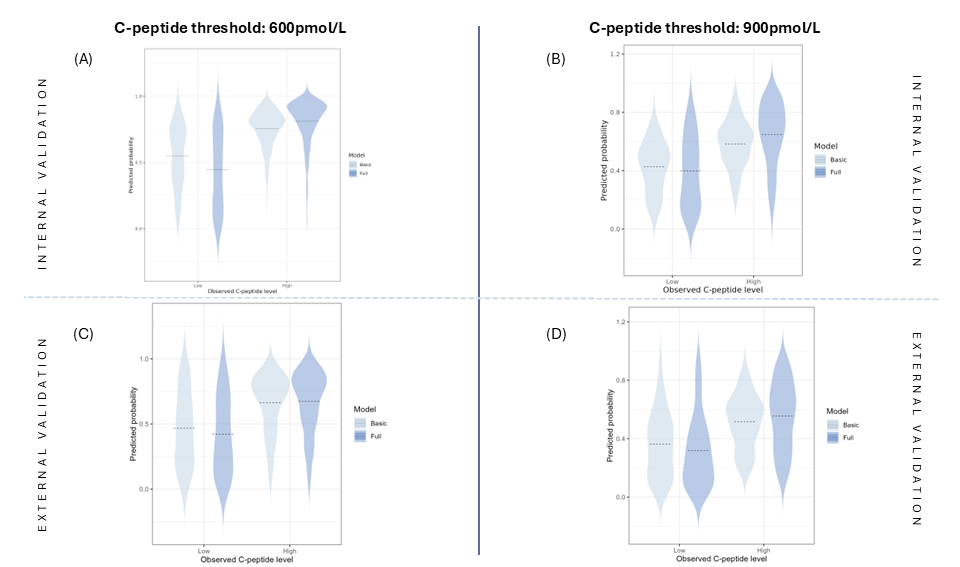 C-peptide threshold: 600pmol/L
C-peptide threshold: 900pmol/L
(A)
INTERNAL VALIDATION
Predicted probability
1.0
Low
High
Observed C-peptide level
Model
Basic
Full
(B)
INTERNAL VALIDATION
Predicted probability
1.2
0.8
0.4
0.0
Low
High
Observed C-peptide level
Model
Basic
Full
(C)
EXTERNAL VALIDATION
Predicted probability
1.0
0.5
0.0
Low
High
Observed C-peptide level
Model
Basic
Full
(D)
EXTERNAL VALIDATION
Predicted probability
1.2
0.8
0.4
0.0
Low
High
Observed C-peptide level
Model
Basic
Full